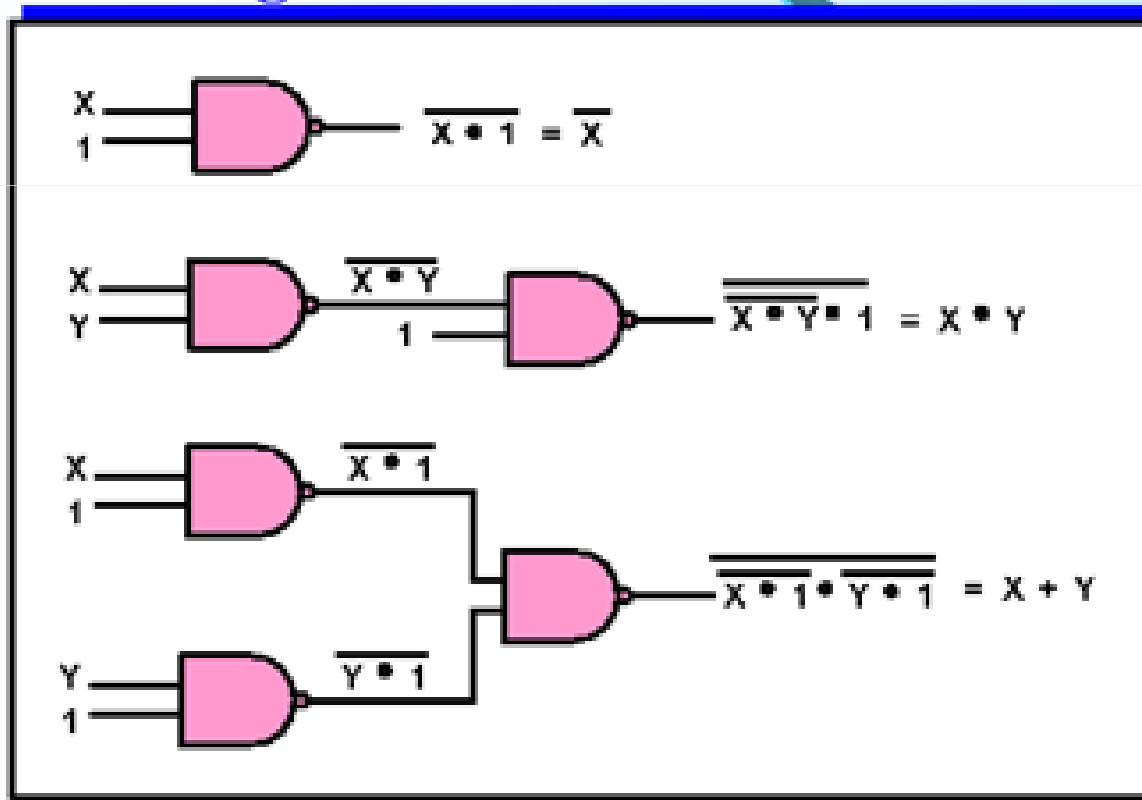 X
1
X • 1 = X
X
Y
X • Y
1
X • Y • 1 = X • Y
X
1
X • 1
X • 1 • Y • 1 = X + Y
Y
1
Y • 1